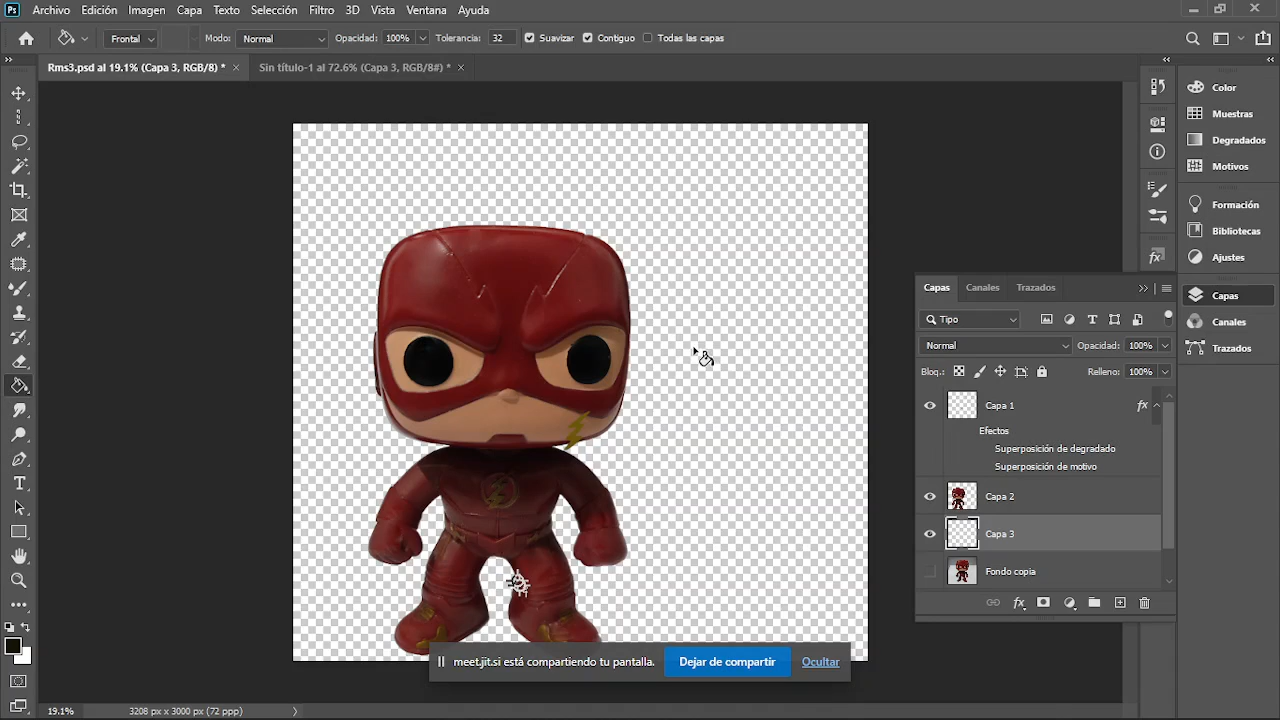 Ps Archivo Edición Imagen Capa Texto Selección Filtro 3D Vista Ventana Ayuda
Frontal Modo: Normal Opacidad: 100% Tolerancia: 32 Suavizar Contiguo Todas las capas
Rms3.psd al 19.1% (Capa 3, RGB/8) * × Sin título-1 al 72.6% (Capa 3, RGB/8#) * ×
Color
Muestras
Degradados
Motivos
Formación
Bibliotecas
Ajustes
Capas
Canales
Trazados
Capas Canales Trazados
Tipo
Normal Opacidad: 100%
Bloq.: Relleno: 100%
Capa 1 fx
Efectos
Superposición de degradado
Superposición de motivo
Capa 2
Capa 3
Fondo copia
fx
meet.jit.si está compartiendo tu pantalla. Dejar de compartir Ocultar
19.1% 3208 px x 3000 px (72 ppp)